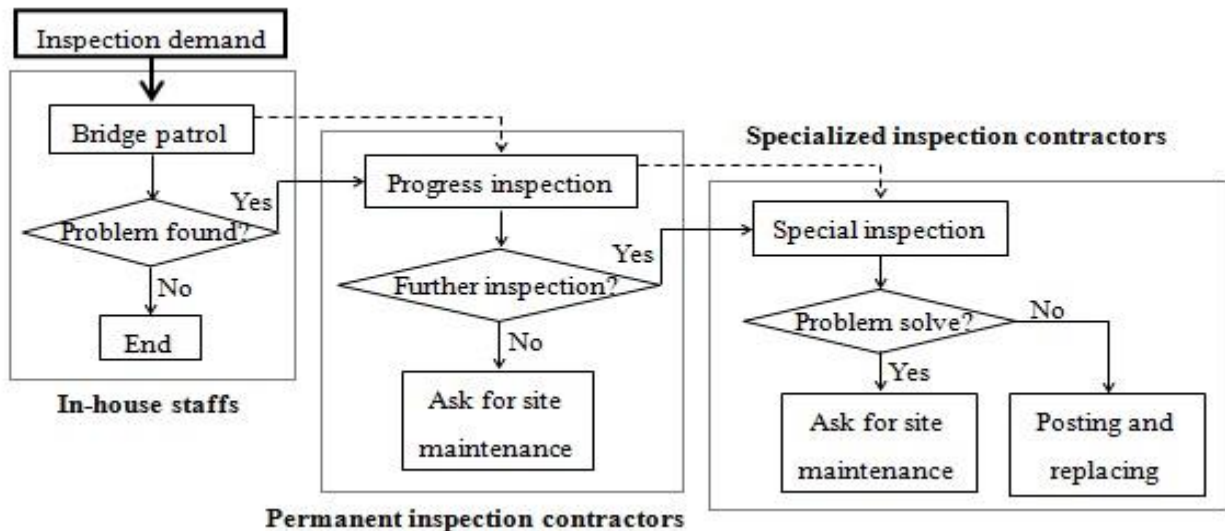 Inspection demand
Bridge patrol
Problem found?
Yes
No
End
In-house staffs
Progress inspection
Further inspection?
Yes
No
Ask for site
maintenance
Permanent inspection contractors
Specialized inspection contractors
Special inspection
Problem solve?
No
Yes
Ask for site
maintenance
Posting and
replacing